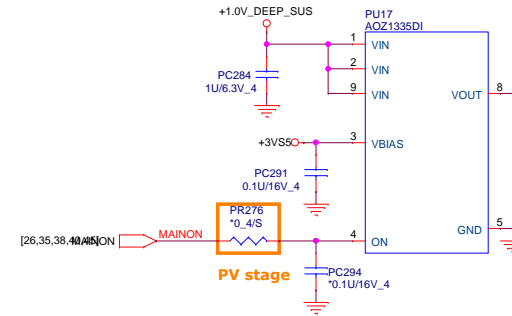 +1.0V_DEEP_SUS
PU17
AOZ1335DI
1
VIN
2
VIN
9
VIN
VOUT
8
PC284
1U/6.3V_4
+3VS5
3
VBIAS
PC291
0.1U/16V_4
PR276
*0_4/S
MAINON
4
ON
GND
5
PV stage
PC294
*0.1U/16V_4